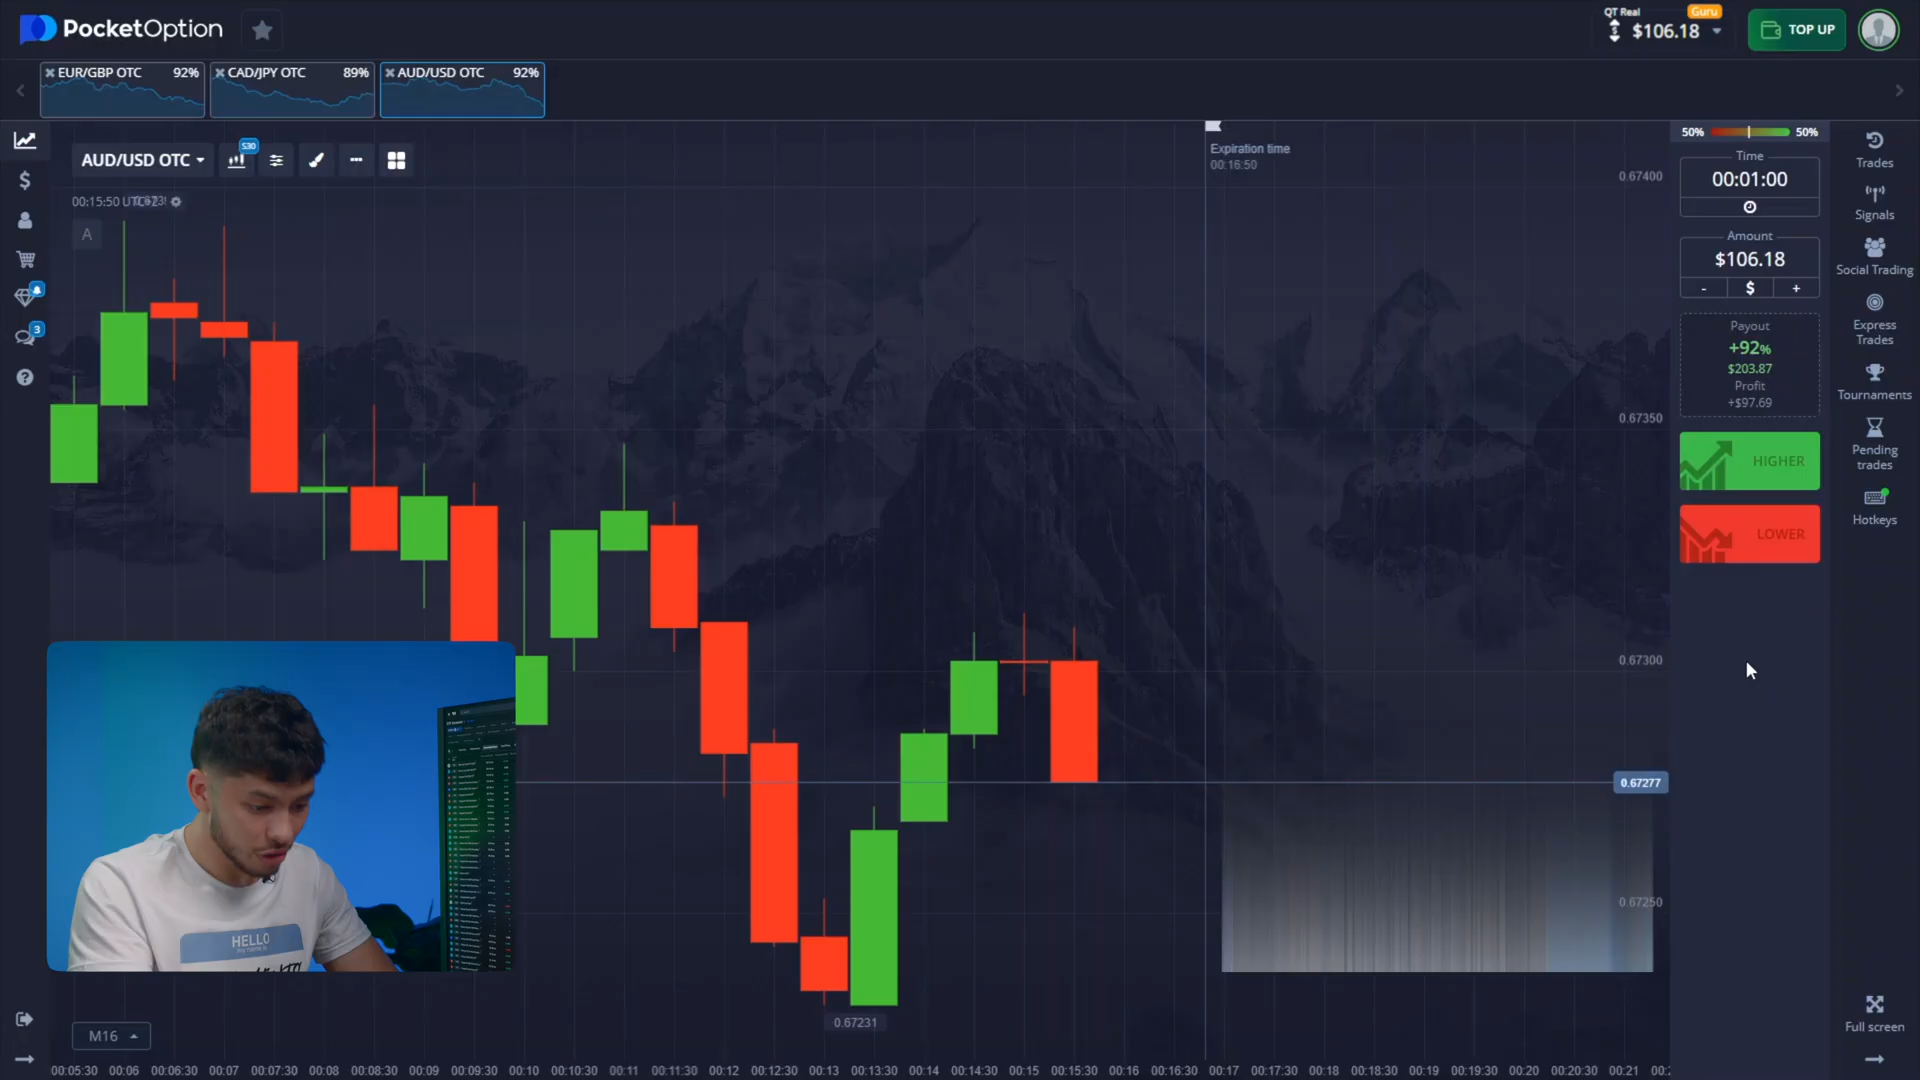 PocketOption
QT Real
Guru
$106.18
TOP UP
EUR/GBP OTC 92%
CAD/JPY OTC 89%
AUD/USD OTC 92%
AUD/USD OTC
S30
00:15:50
A
Expiration time
00:16:50
0.67400
0.67350
0.67300
0.67277
0.67250
0.67231
50% 50%
Time
00:01:00
Amount
$106.18
- $ +
Payout
+92%
$203.87
Profit
+$97.69
HIGHER
LOWER
Trades
Signals
Social Trading
Express
Trades
Tournaments
Pending
trades
Hotkeys
Full screen
3
HELLO
my name is
M16
00:05:30 00:06 00:06:30 00:07 00:07:30 00:08 00:08:30 00:09 00:09:30 00:10 00:10:30 00:11 00:11:30 00:12 00:12:30 00:13 00:13:30 00:14 00:14:30 00:15 00:15:30 00:16 00:16:30 00:17 00:17:30 00:18 00:18:30 00:19 00:19:30 00:20 00:20:30 00:21